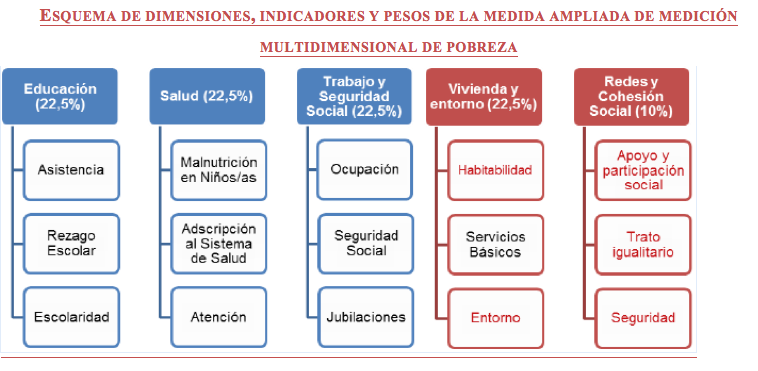 ESQUEMA DE DIMENSIONES, INDICADORES Y PESOS DE LA MEDIDA AMPLIADA DE MEDICIÓN
MULTIDIMENSIONAL DE POBREZA
Educación
(22,5%)
Asistencia
Rezago
Escolar
Escolaridad
Salud (22,5%)
Malnutrición
en Niños/as
Adscripción
al Sistema
de Salud
Atención
Trabajo y
Seguridad
Social (22,5%)
Ocupación
Seguridad
Social
Jubilaciones
Vivienda y
entorno (22,5%)
Habitabilidad
Servicios
Básicos
Entorno
Redes y
Cohesión
Social (10%)
Apoyo y
participación
social
Trato
igualitario
Seguridad